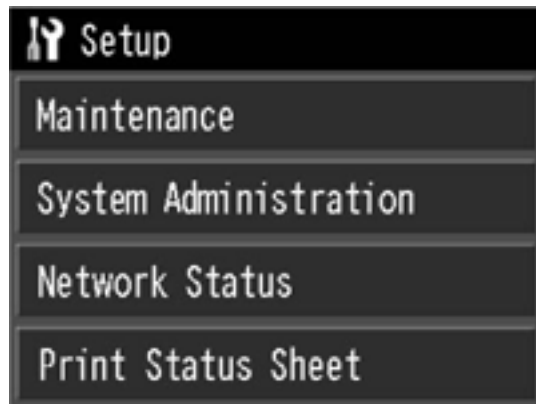 Setup
Maintenance
System Administration
Network Status
Print Status Sheet